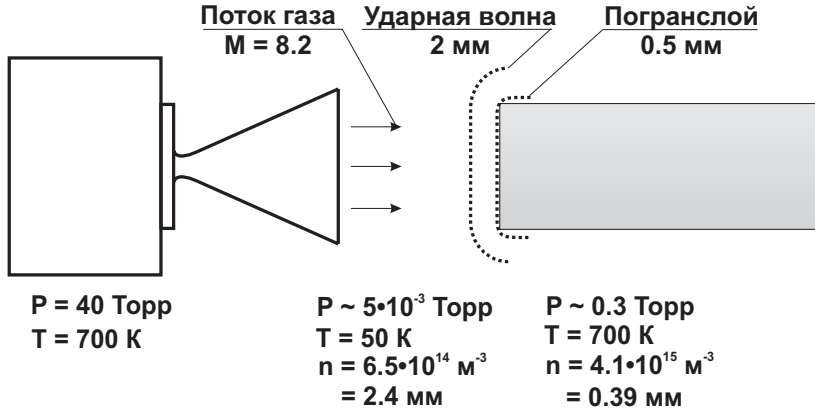 Поток газа
М = 8.2
Ударная волна
2 мм
Погранслой
0.5 мм
P = 40 Торр
T = 700 К
P ~ 5•10⁻³ Торр
T = 50 К
n = 6.5•10¹⁴ м⁻³
= 2.4 мм
P ~ 0.3 Торр
T = 700 К
n = 4.1•10¹⁵ м⁻³
= 0.39 мм